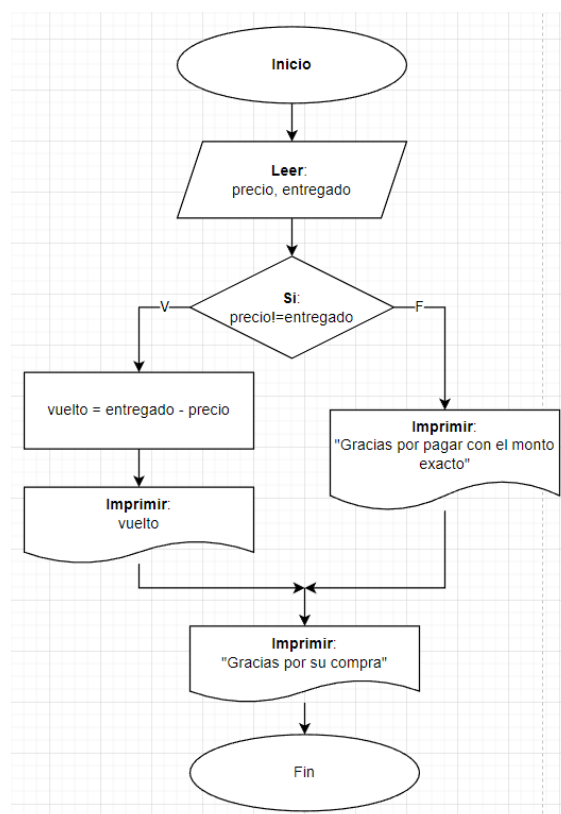 Inicio
Leer:
precio, entregado
Si:
precio!=entregado
V
F
vuelto = entregado - precio
Imprimir:
vuelto
Imprimir:
"Gracias por pagar con el monto
exacto"
Imprimir:
"Gracias por su compra"
Fin